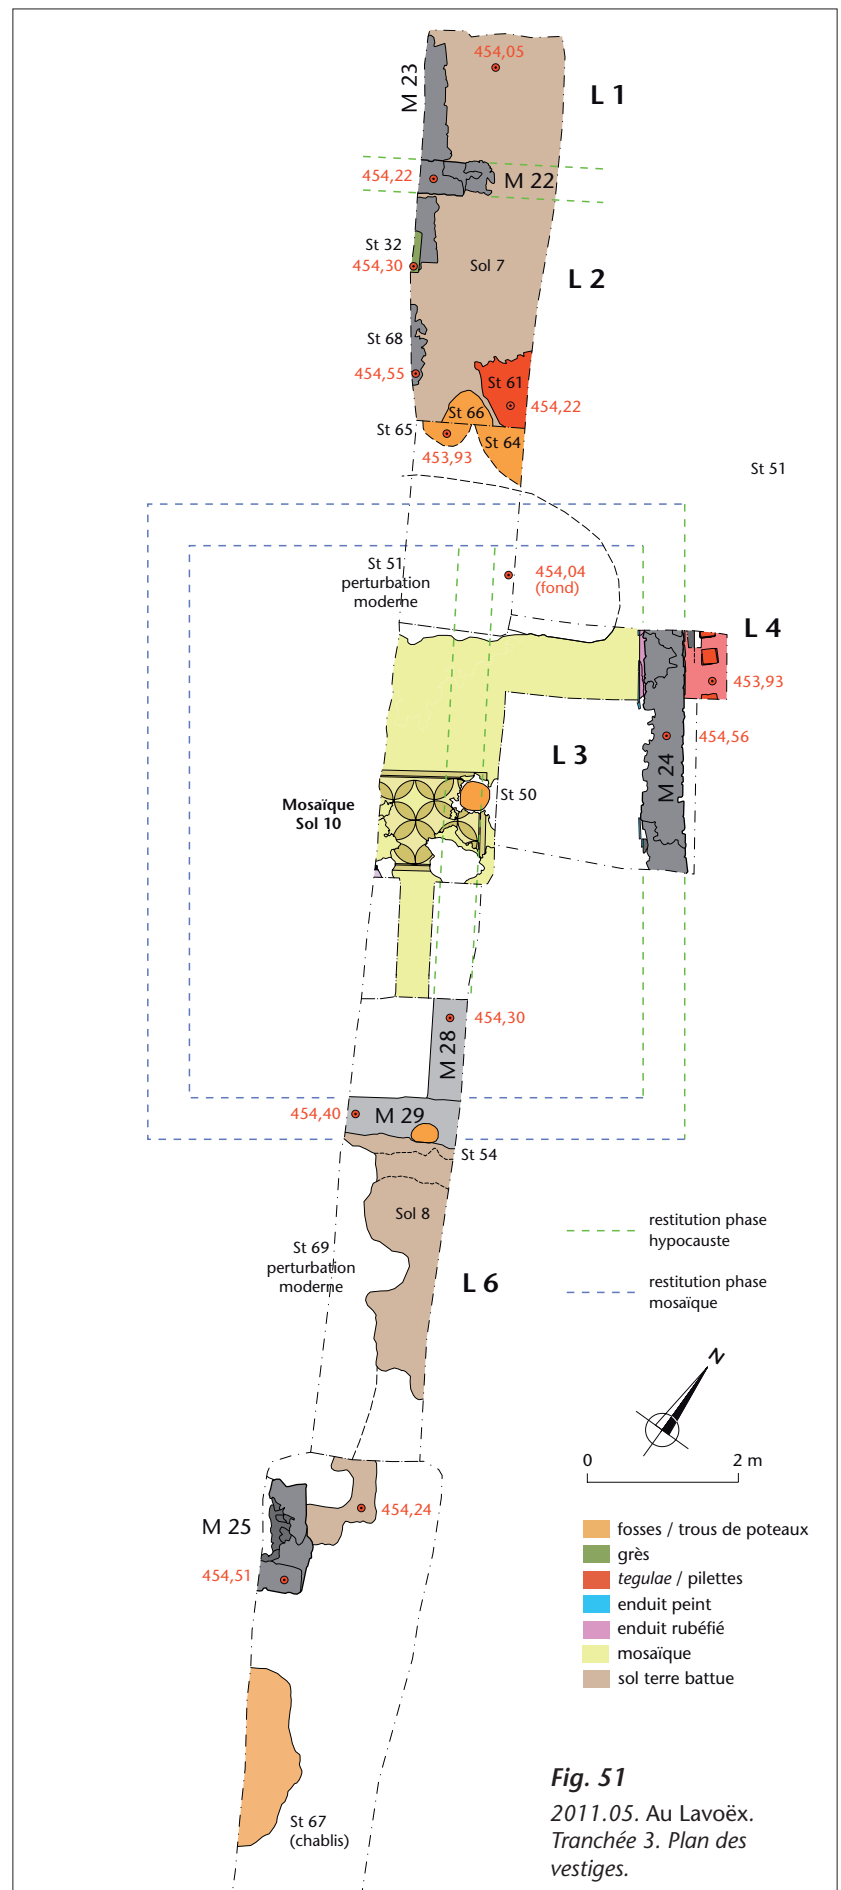 454,05
M 23
L 1
454,22
M 22
St 32
454,30
Sol 7
L 2
St 68
454,55
St 61
454,22
St 66
St 65
St 64
453,93
St 51
St 51
perturbation
moderne
454,04
(fond)
L 4
453,93
454,56
L 3
M 24
St 50
Mosaïque
Sol 10
454,30
M 28
454,40
M 29
St 54
Sol 8
St 69
perturbation
moderne
L 6
restitution phase
hypocauste
restitution phase
mosaïque
N
0 2 m
454,24
M 25
454,51
fosses / trous de poteaux
grès
tegulae / pilettes
enduit peint
enduit rubéfié
mosaïque
sol terre battue
St 67
(chablis)
Fig. 51
2011.05. Au Lavoëx.
Tranchée 3. Plan des
vestiges.